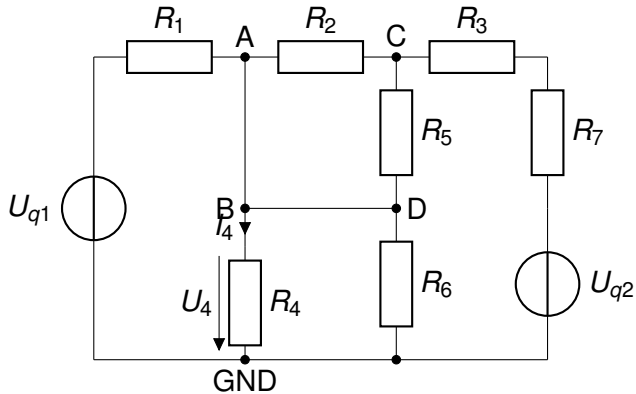 R1 A R2 C R3
R5 R7
Uq1 B D
I4
U4 R4 R6 Uq2
GND